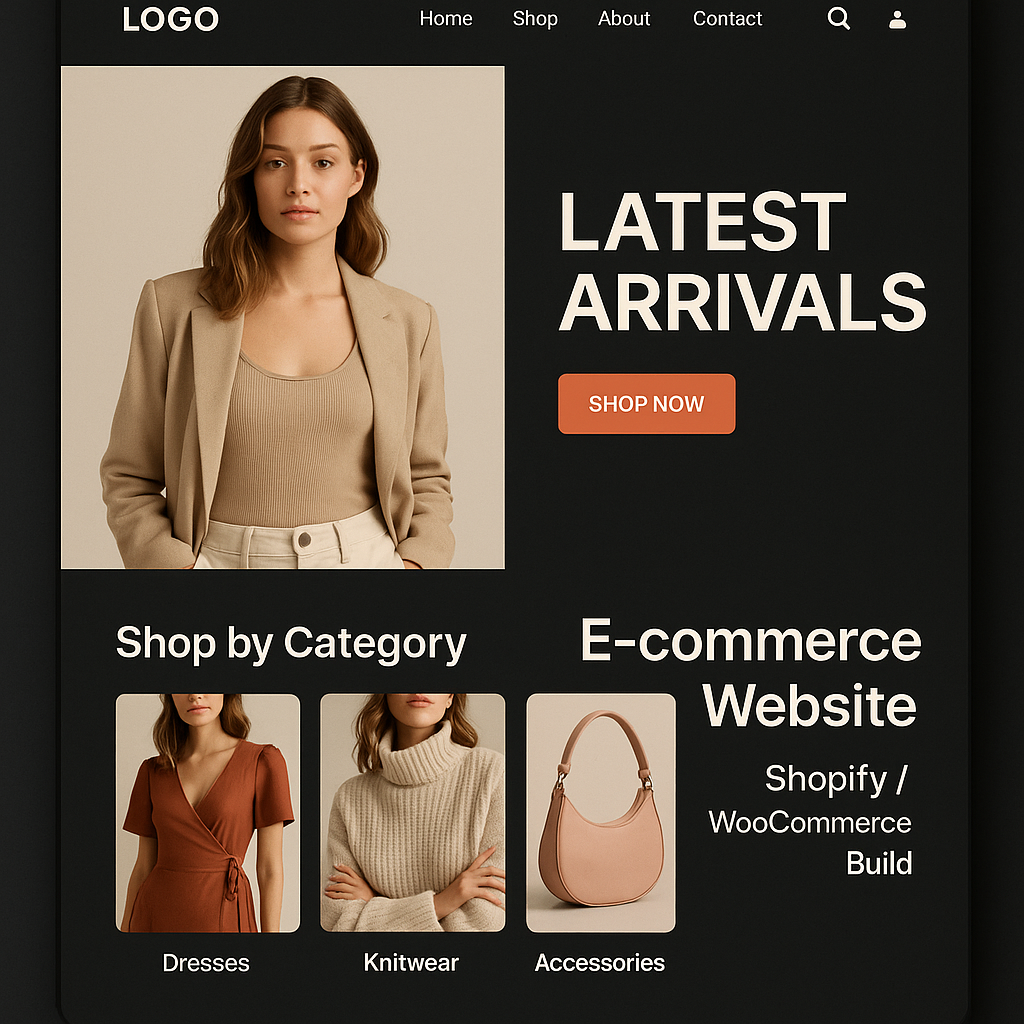 LOGO
Home Shop About Contact
LATEST
ARRIVALS
SHOP NOW
Shop by Category
Dresses
Knitwear
Accessories
E-commerce
Website
Shopify /
WooCommerce
Build